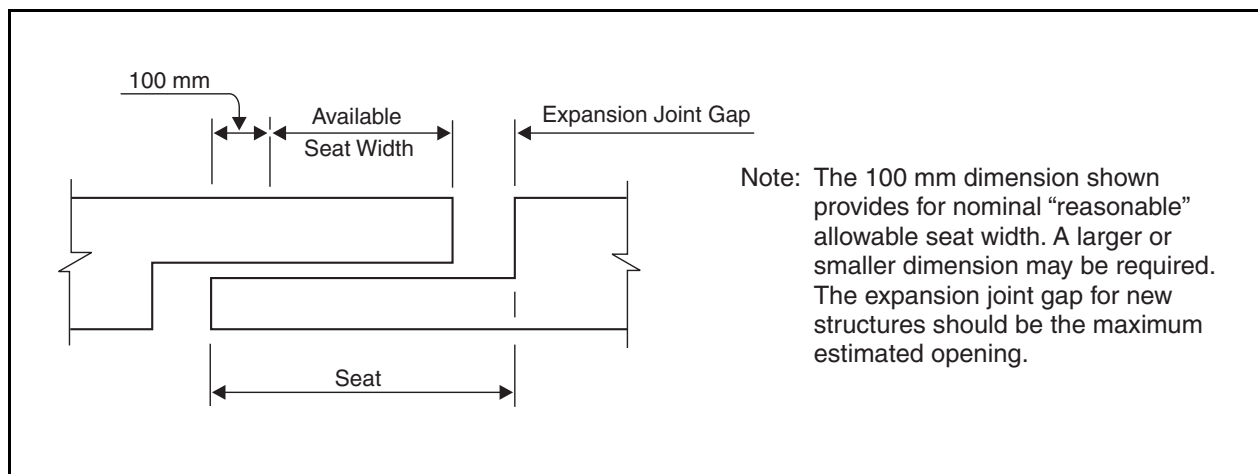 100 mm
Available
Seat Width
Expansion Joint Gap
Note: The 100 mm dimension shown
provides for nominal “reasonable”
allowable seat width. A larger or
smaller dimension may be required.
The expansion joint gap for new
structures should be the maximum
estimated opening.
Seat